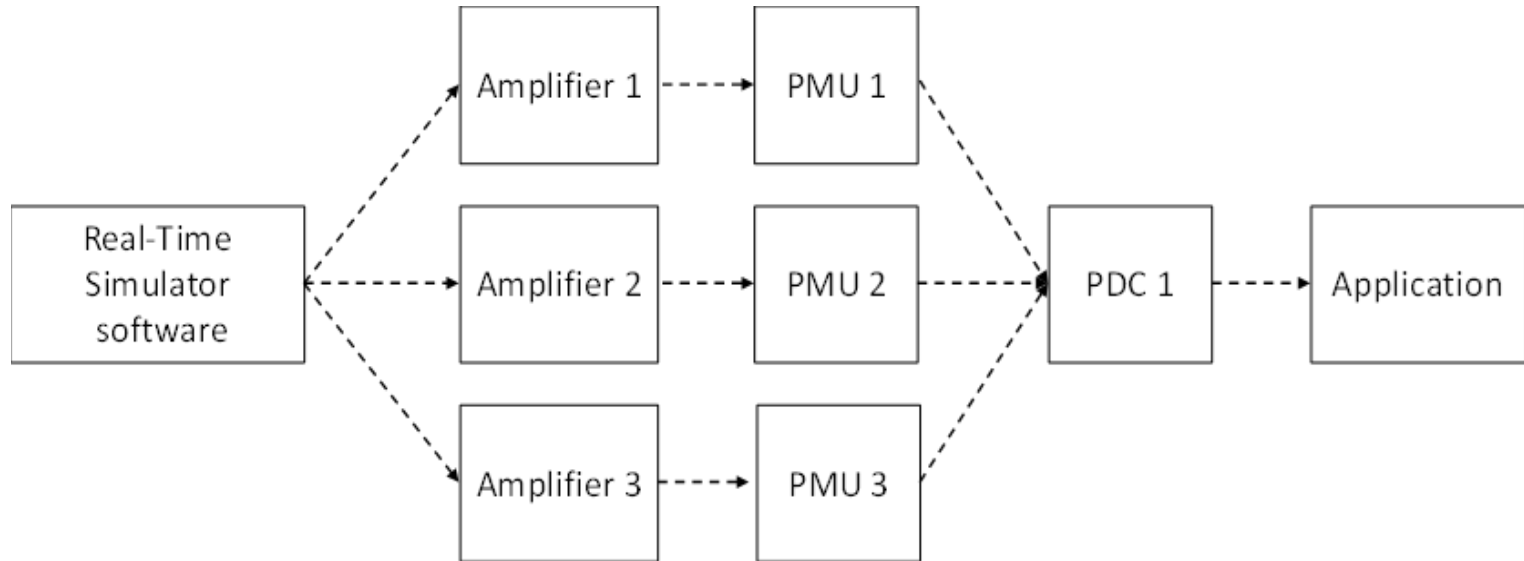 Amplifier 1
PMU 1
Real-Time
Simulator
software
Amplifier 2
PMU 2
PDC 1
Application
Amplifier 3
PMU 3